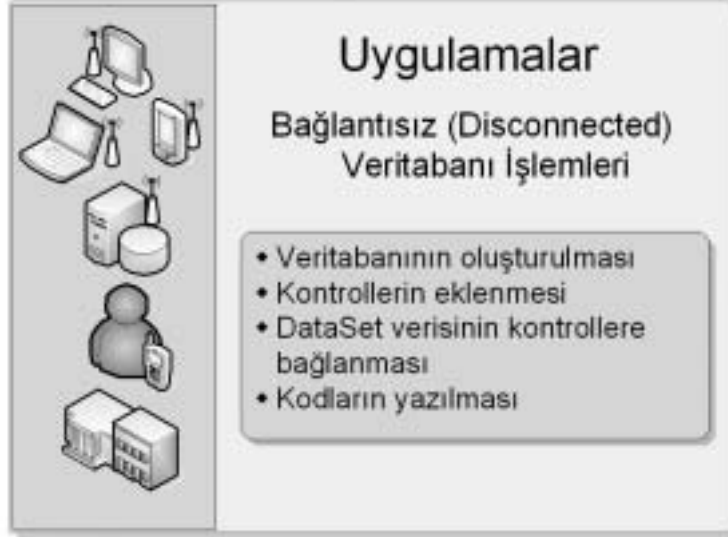 Uygulamalar
Bağlantısız (Disconnected)
Veritabanı İşlemleri
• Veritabanının oluşturulması
• Kontrollerin eklenmesi
• DataSet verisinin kontrollere
bağlanması
• Kodların yazılması